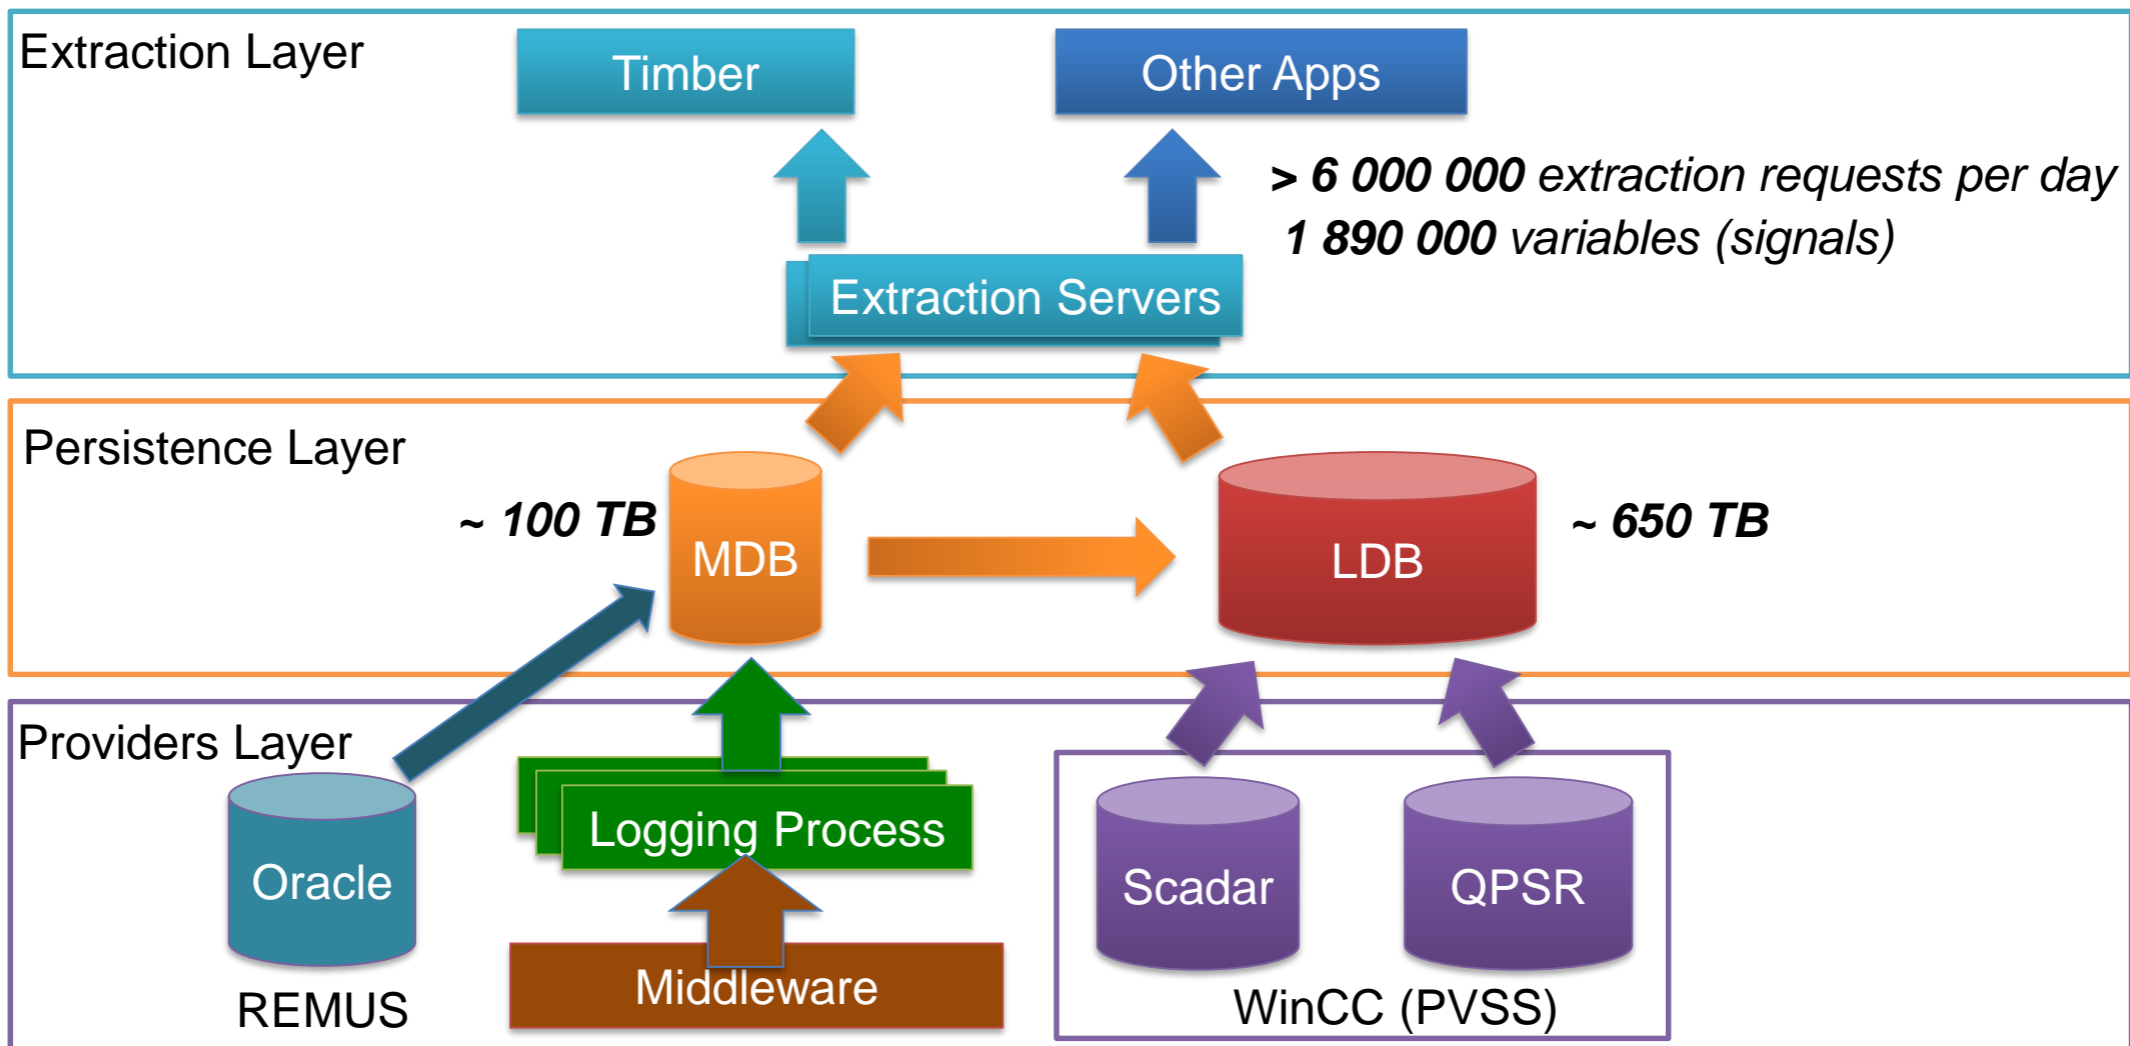 Extraction Layer
Timber
Other Apps
> 6 000 000 extraction requests per day
1 890 000 variables (signals)
Extraction Servers
Persistence Layer
~ 100 TB
MDB
LDB
~ 650 TB
Providers Layer
Logging Process
Oracle
Scadar
QPSR
Middleware
REMUS
WinCC (PVSS)